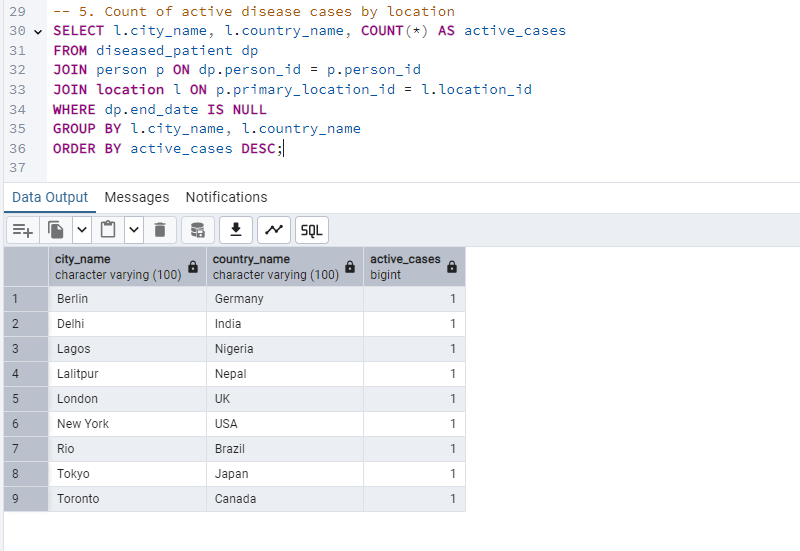 29 -- 5. Count of active disease cases by location
30 SELECT l.city_name, l.country_name, COUNT(*) AS active_cases
31 FROM diseased_patient dp
32 JOIN person p ON dp.person_id = p.person_id
33 JOIN location l ON p.primary_location_id = l.location_id
34 WHERE dp.end_date IS NULL
35 GROUP BY l.city_name, l.country_name
36 ORDER BY active_cases DESC;
37
Data Output Messages Notifications
SQL
city_name country_name active_cases
character varying (100) character varying (100) bigint
1 Berlin Germany 1
2 Delhi India 1
3 Lagos Nigeria 1
4 Lalitpur Nepal 1
5 London UK 1
6 New York USA 1
7 Rio Brazil 1
8 Tokyo Japan 1
9 Toronto Canada 1